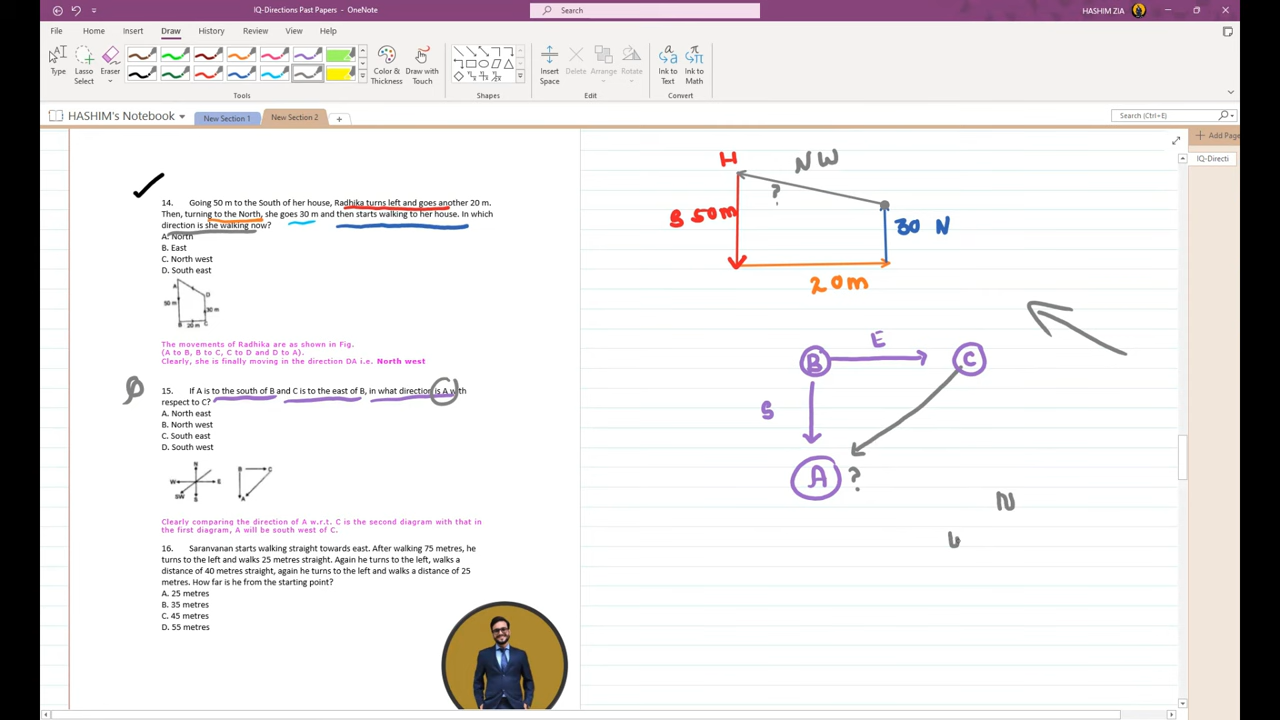 IQ-Directions Past Papers - OneNote
Search
HASHIM ZIA
File
Home
Insert
Draw
History
Review
View
Help
Type
Lasso
Select
Eraser
Color &
Thickness
Draw with
Touch
Insert
Space
Delete
Arrange
Rotate
Ink to
Text
Ink to
Math
Tools
Shapes
Edit
Convert
HASHIM's Notebook
New Section 1
New Section 2
Search (Ctrl+E)
Add Page
IQ-Directi
14. Going 50 m to the South of her house, Radhika turns left and goes another 20 m.
Then, turning to the North, she goes 30 m and then starts walking to her house. In which
direction is she walking now?
A. North
B. East
C. North west
D. South east
A
D
50 m
30 m
B 20 m C
The movements of Radhika are as shown in Fig.
(A to B, B to C, C to D and D to A).
Clearly, she is finally moving in the direction DA i.e. North west
15. If A is to the south of B and C is to the east of B, in what direction is A with
respect to C?
A. North east
B. North west
C. South east
D. South west
N
W E
SW S
B C
A
Clearly comparing the direction of A w.r.t. C is the second diagram with that in
the first diagram, A will be south west of C.
16. Saranvanan starts walking straight towards east. After walking 75 metres, he
turns to the left and walks 25 metres straight. Again he turns to the left, walks a
distance of 40 metres straight, again he turns to the left and walks a distance of 25
metres. How far is he from the starting point?
A. 25 metres
B. 35 metres
C. 45 metres
D. 55 metres
H
NW
?
S 50m
30 N
20m
B
E
C
S
A
?
N